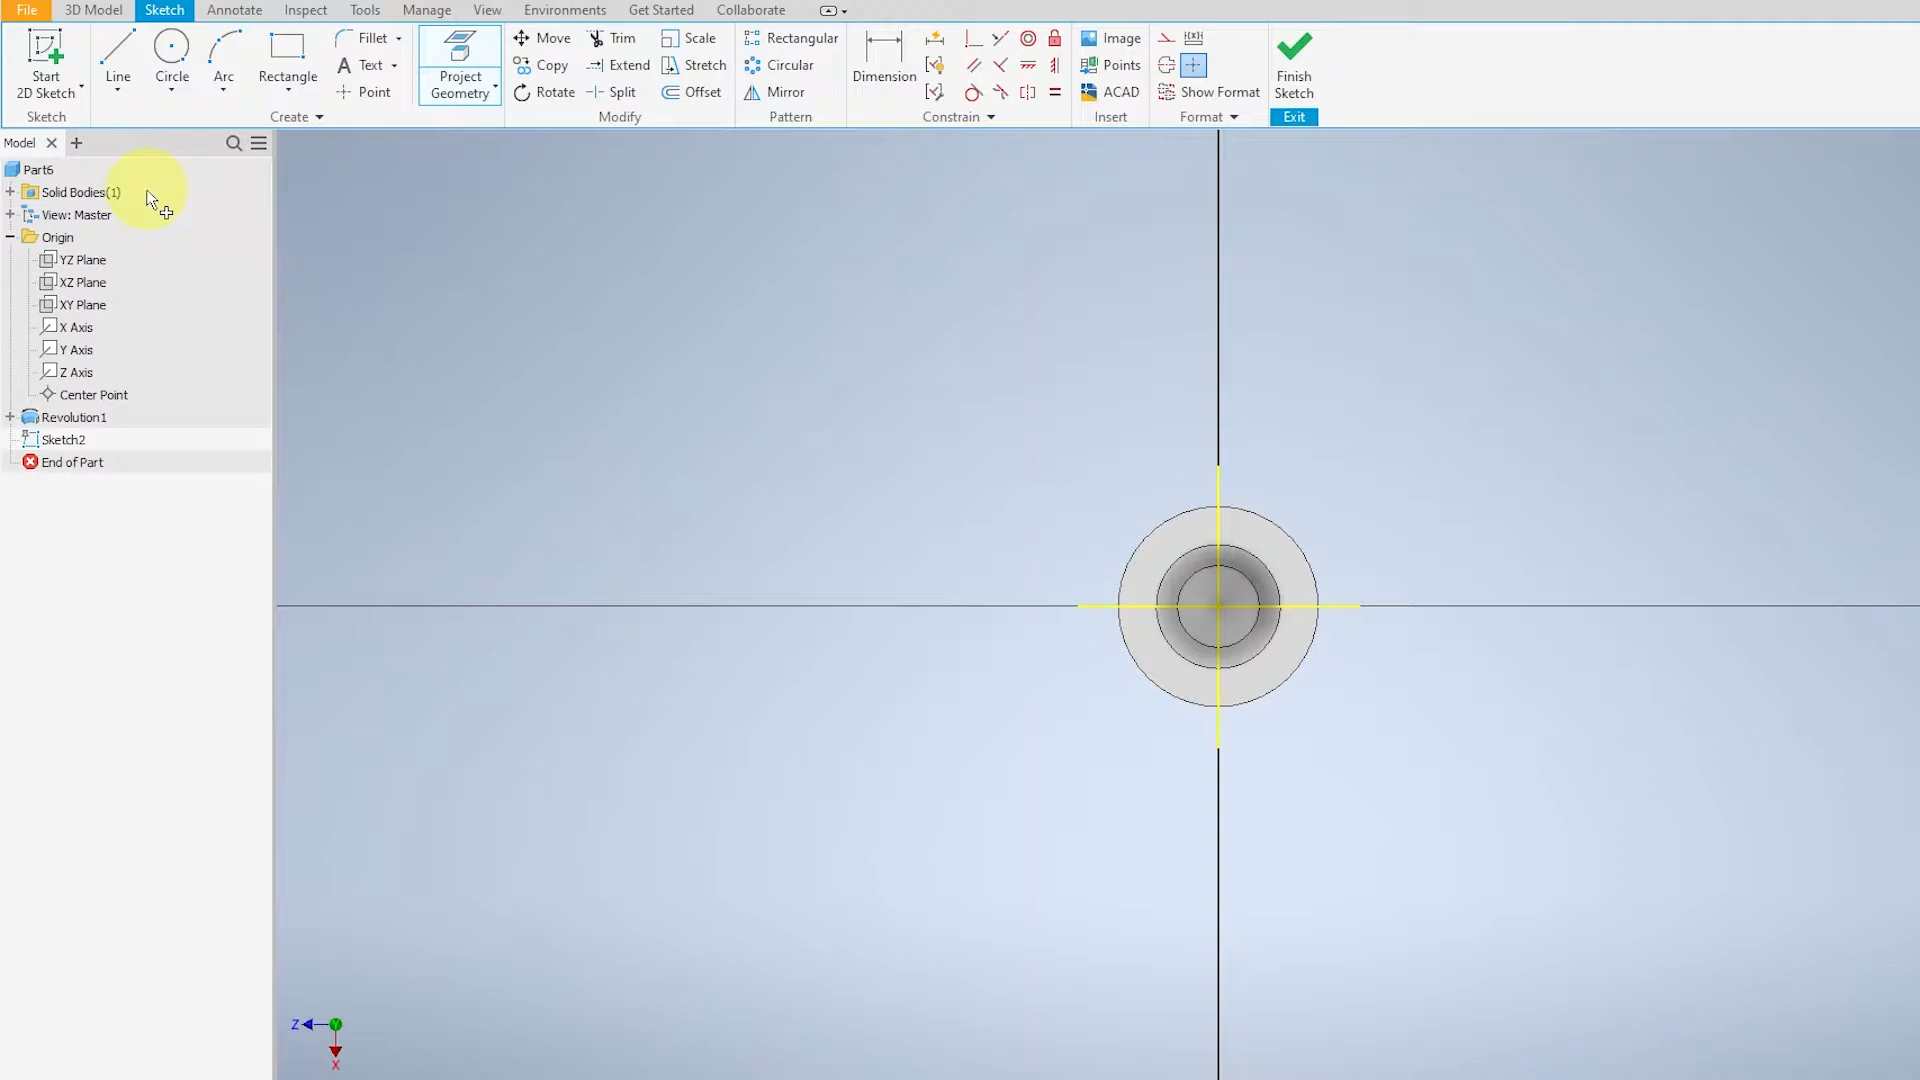 File 3D Model Sketch Annotate Inspect Tools Manage View Environments Get Started Collaborate
Start 2D Sketch
Line
Circle
Arc
Rectangle
Fillet
Text
Point
Project Geometry
Move
Copy
Rotate
Trim
Extend
Split
Scale
Stretch
Offset
Rectangular
Circular
Mirror
Dimension
Image
Points
ACAD
Show Format
Finish Sketch
Sketch Create Modify Pattern Constrain Insert Format Exit
Model
Part6
Solid Bodies(1)
View: Master
Origin
YZ Plane
XZ Plane
XY Plane
X Axis
Y Axis
Z Axis
Center Point
Revolution1
Sketch2
End of Part
Z
X